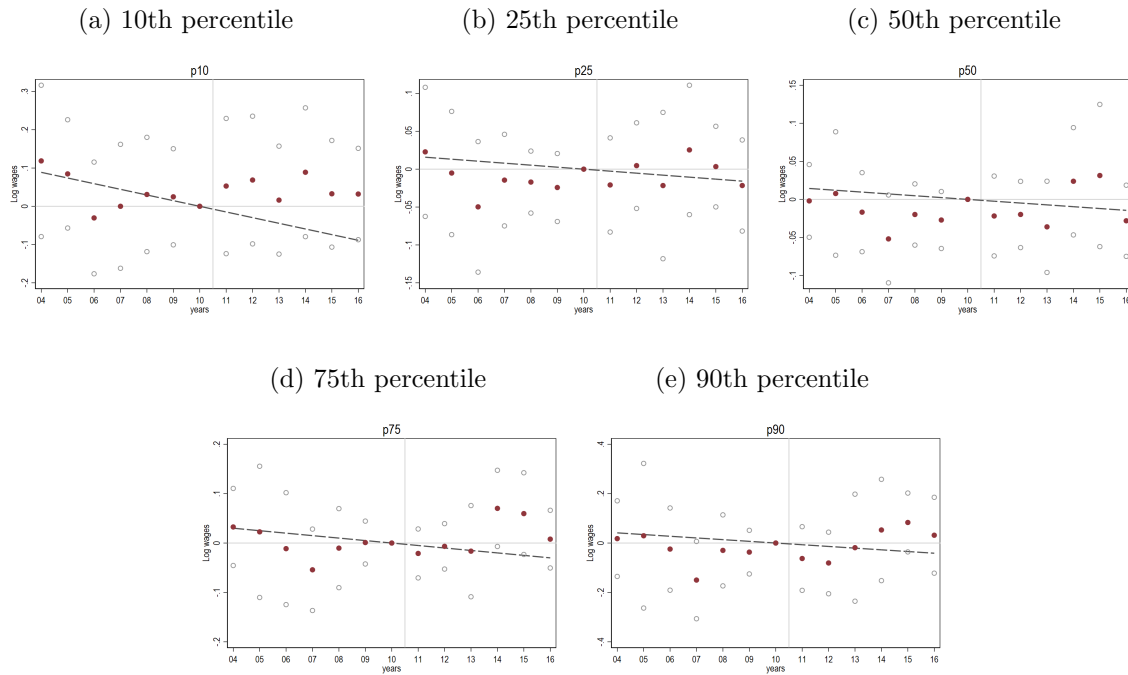 (a) 10th percentile
(b) 25th percentile
(c) 50th percentile
p10
Log wages
.3
.2
.1
0
-.1
-.2
04 05 06 07 08 09 10 11 12 13 14 15 16
years
p25
Log wages
.1
.05
0
-.05
-.1
-.15
04 05 06 07 08 09 10 11 12 13 14 15 16
years
p50
Log wages
.15
.1
.05
0
-.05
-.1
04 05 06 07 08 09 10 11 12 13 14 15 16
years
(d) 75th percentile
(e) 90th percentile
p75
Log wages
.2
.1
0
-.1
-.2
04 05 06 07 08 09 10 11 12 13 14 15 16
years
p90
Log wages
.4
.2
0
-.2
-.4
04 05 06 07 08 09 10 11 12 13 14 15 16
years